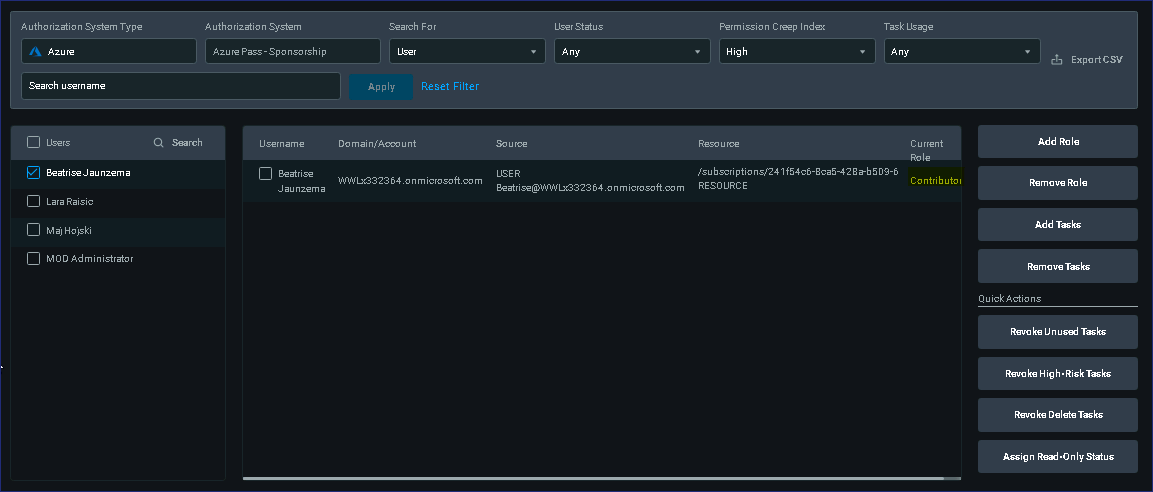 Authorization System Type
Authorization System
Search For
User Status
Permission Creep Index
Task Usage
Azure
Azure Pass - Sponsorship
User
Any
High
Any
Export CSV
Search username
Apply
Reset Filter
Users
Search
Beatrise Jaunzema
Lara Raisic
Maj Hojski
MOD Administrator
Username
Domain/Account
Source
Resource
Current
Role
Beatrise
Jaunzema
WWLx332364.onmicrosoft.com
USER
Beatrise@WWLx332364.onmicrosoft.com
/subscriptions/241f54c6-8ca5-428a-b509-6
RESOURCE
Contributor
Add Role
Remove Role
Add Tasks
Remove Tasks
Quick Actions
Revoke Unused Tasks
Revoke High-Risk Tasks
Revoke Delete Tasks
Assign Read-Only Status